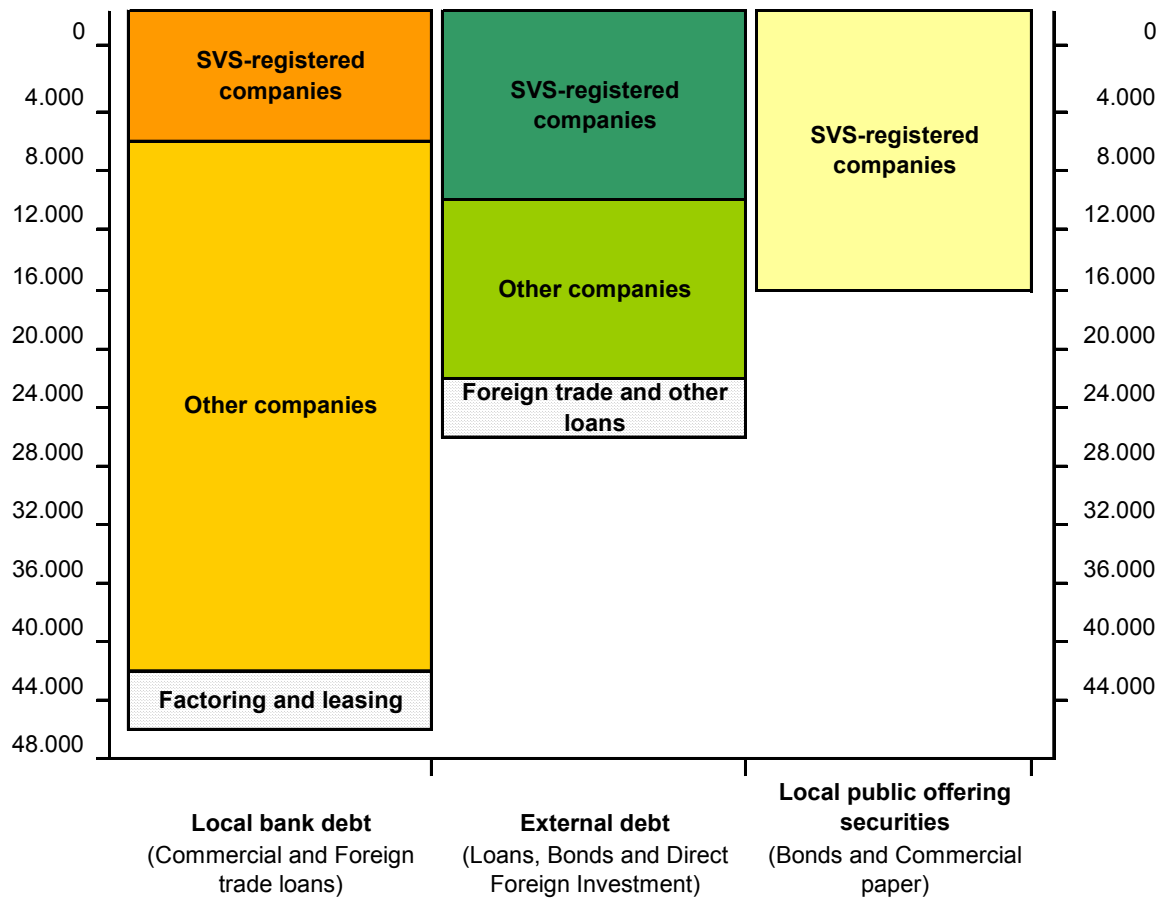 0
4.000
8.000
12.000
16.000
20.000
24.000
28.000
32.000
36.000
40.000
44.000
48.000
SVS-registered
companies
Other companies
Factoring and leasing
SVS-registered
companies
Other companies
Foreign trade and other
loans
SVS-registered
companies
0
4.000
8.000
12.000
16.000
20.000
24.000
28.000
32.000
36.000
40.000
44.000
Local bank debt
(Commercial and Foreign
trade loans)
External debt
(Loans, Bonds and Direct
Foreign Investment)
Local public offering
securities
(Bonds and Commercial
paper)